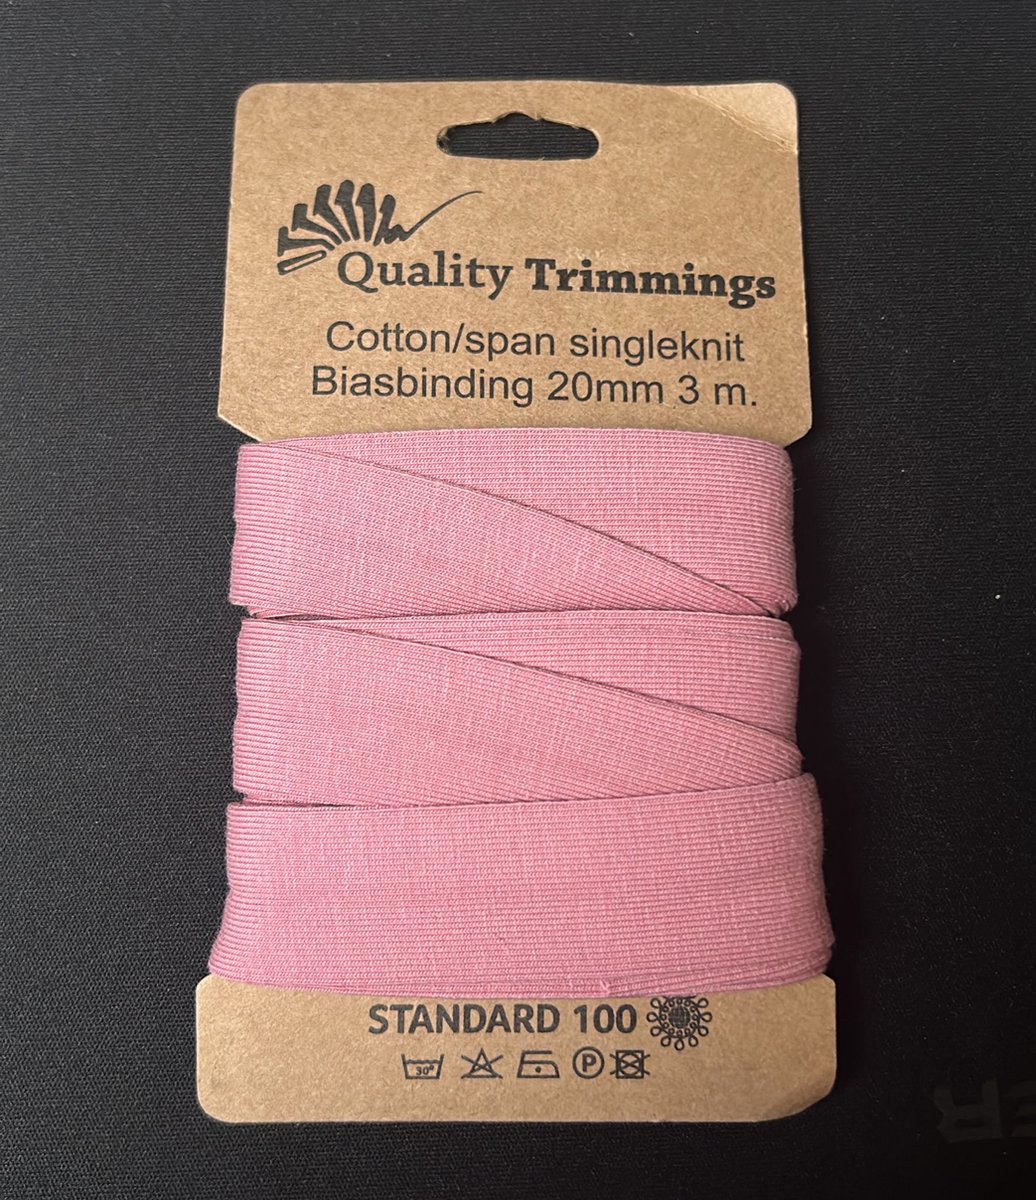 Quality Trimmings
Cotton/span singleknit
Biasbinding 20mm 3 m.
STANDARD 100
30°
P